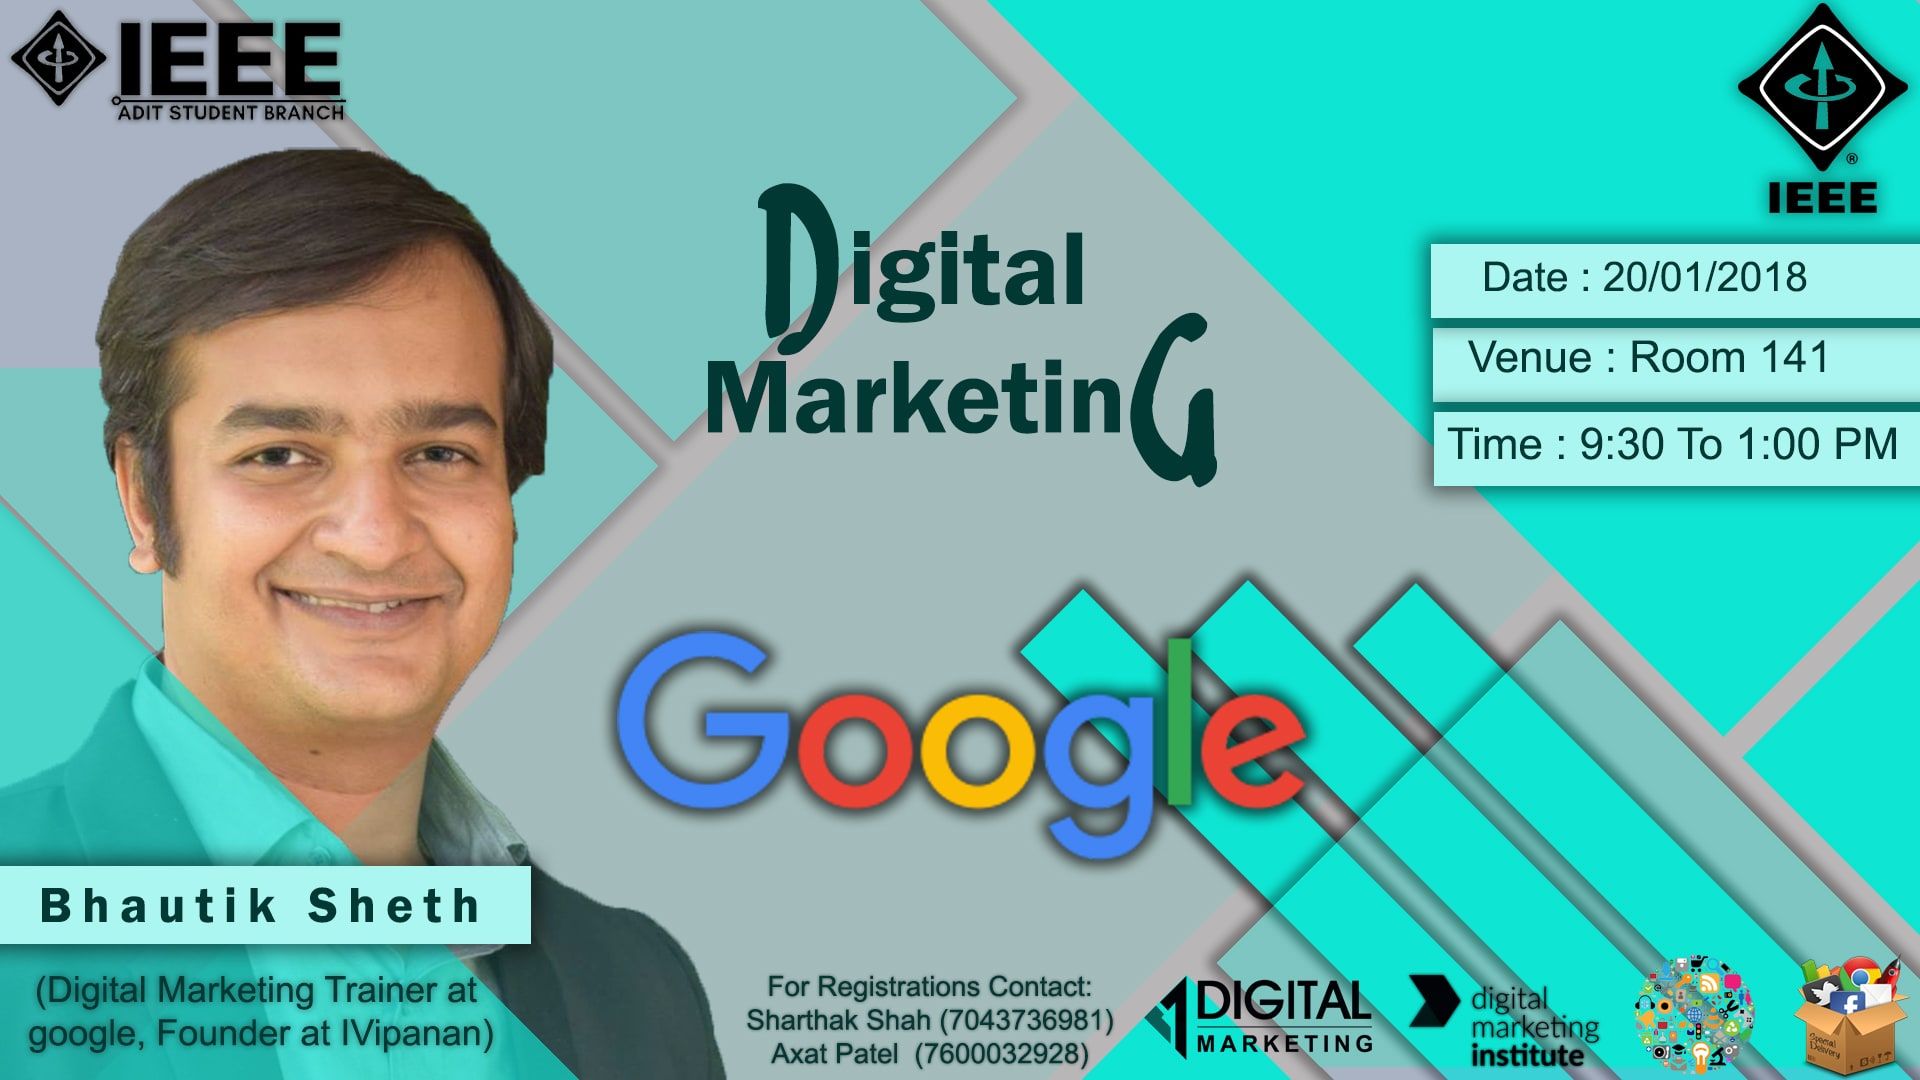 IEEE
ADIT STUDENT BRANCH
IEEE
Digital
MarketinG
Date : 20/01/2018
Venue : Room 141
Time : 9:30 To 1:00 PM
Google
Bhautik Sheth
(Digital Marketing Trainer at
google, Founder at IVipanan)
For Registrations Contact:
Sharthak Shah (7043736981)
Axat Patel (7600032928)
DIGITAL
MARKETING
digital
marketing
institute
Special
Delivery